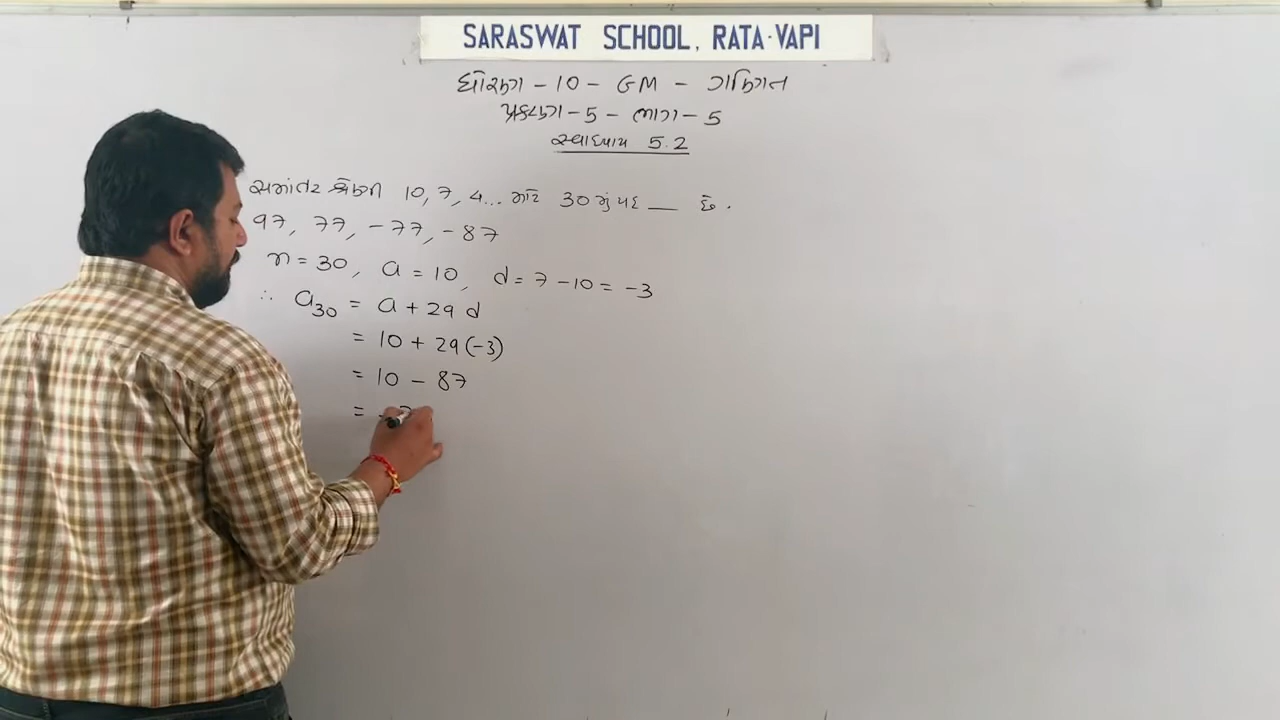 SARASWAT SCHOOL, RATA-VAPI
ધોરણ - 10 - GM - ગણિત
પ્રકરણ - 5 - ભાગ - 5
સ્વાધ્યાય 5.2
સમાંતર શ્રેણી 10, 7, 4... માટે 30 મું પદ __ છે.
97, 77, -77, -87
n = 30, a = 10, d = 7 - 10 = -3
∴ a30 = a + 29 d
= 10 + 29(-3)
= 10 - 87
= -